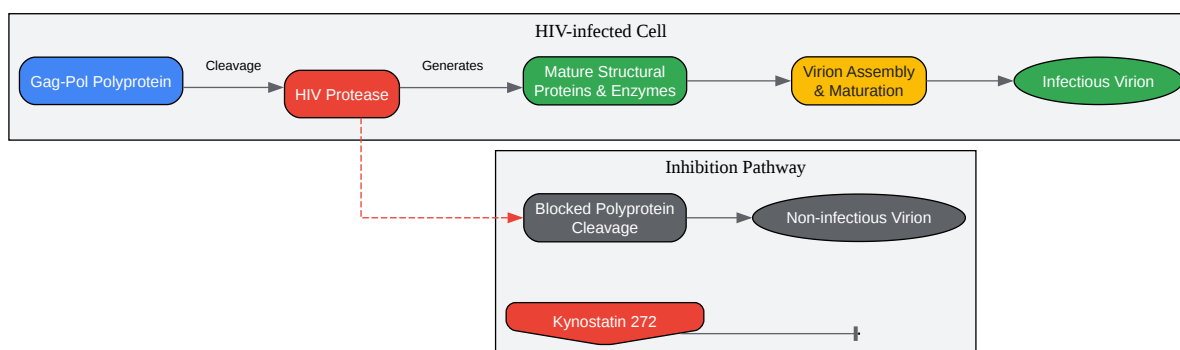 HIV-infected Cell
Gag-Pol Polyprotein
Cleavage
HIV Protease
Generates
Mature Structural
Proteins & Enzymes
Virion Assembly
& Maturation
Infectious Virion
Inhibition Pathway
Blocked Polyprotein
Cleavage
Non-infectious Virion
Kynostatin 272